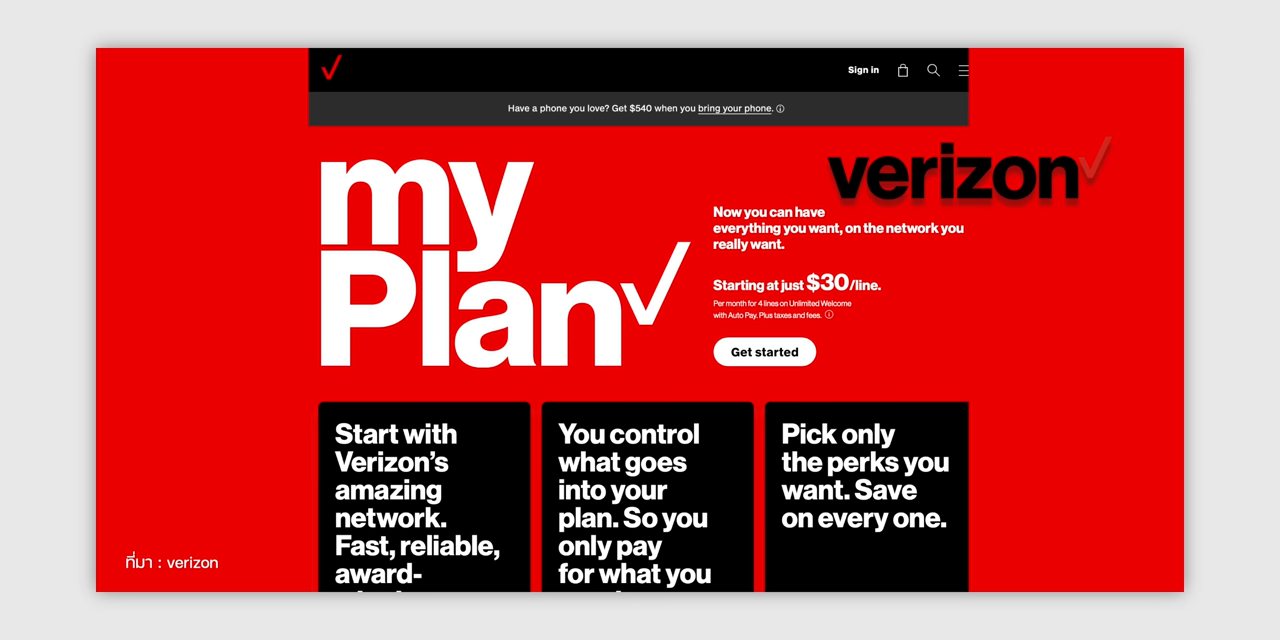 Sign in
Have a phone you love? Get $540 when you bring your phone.
my
Plan
verizon
Now you can have
everything you want, on the network you
really want.
Starting at just $30/line.
Per month for 4 lines on Unlimited Welcome
with Auto Pay. Plus taxes and fees.
Get started
Start with
Verizon's
amazing
network.
Fast, reliable,
award-
You control
what goes
into your
plan. So you
only pay
for what you
Pick only
the perks you
want. Save
on every one.
ที่มา : verizon